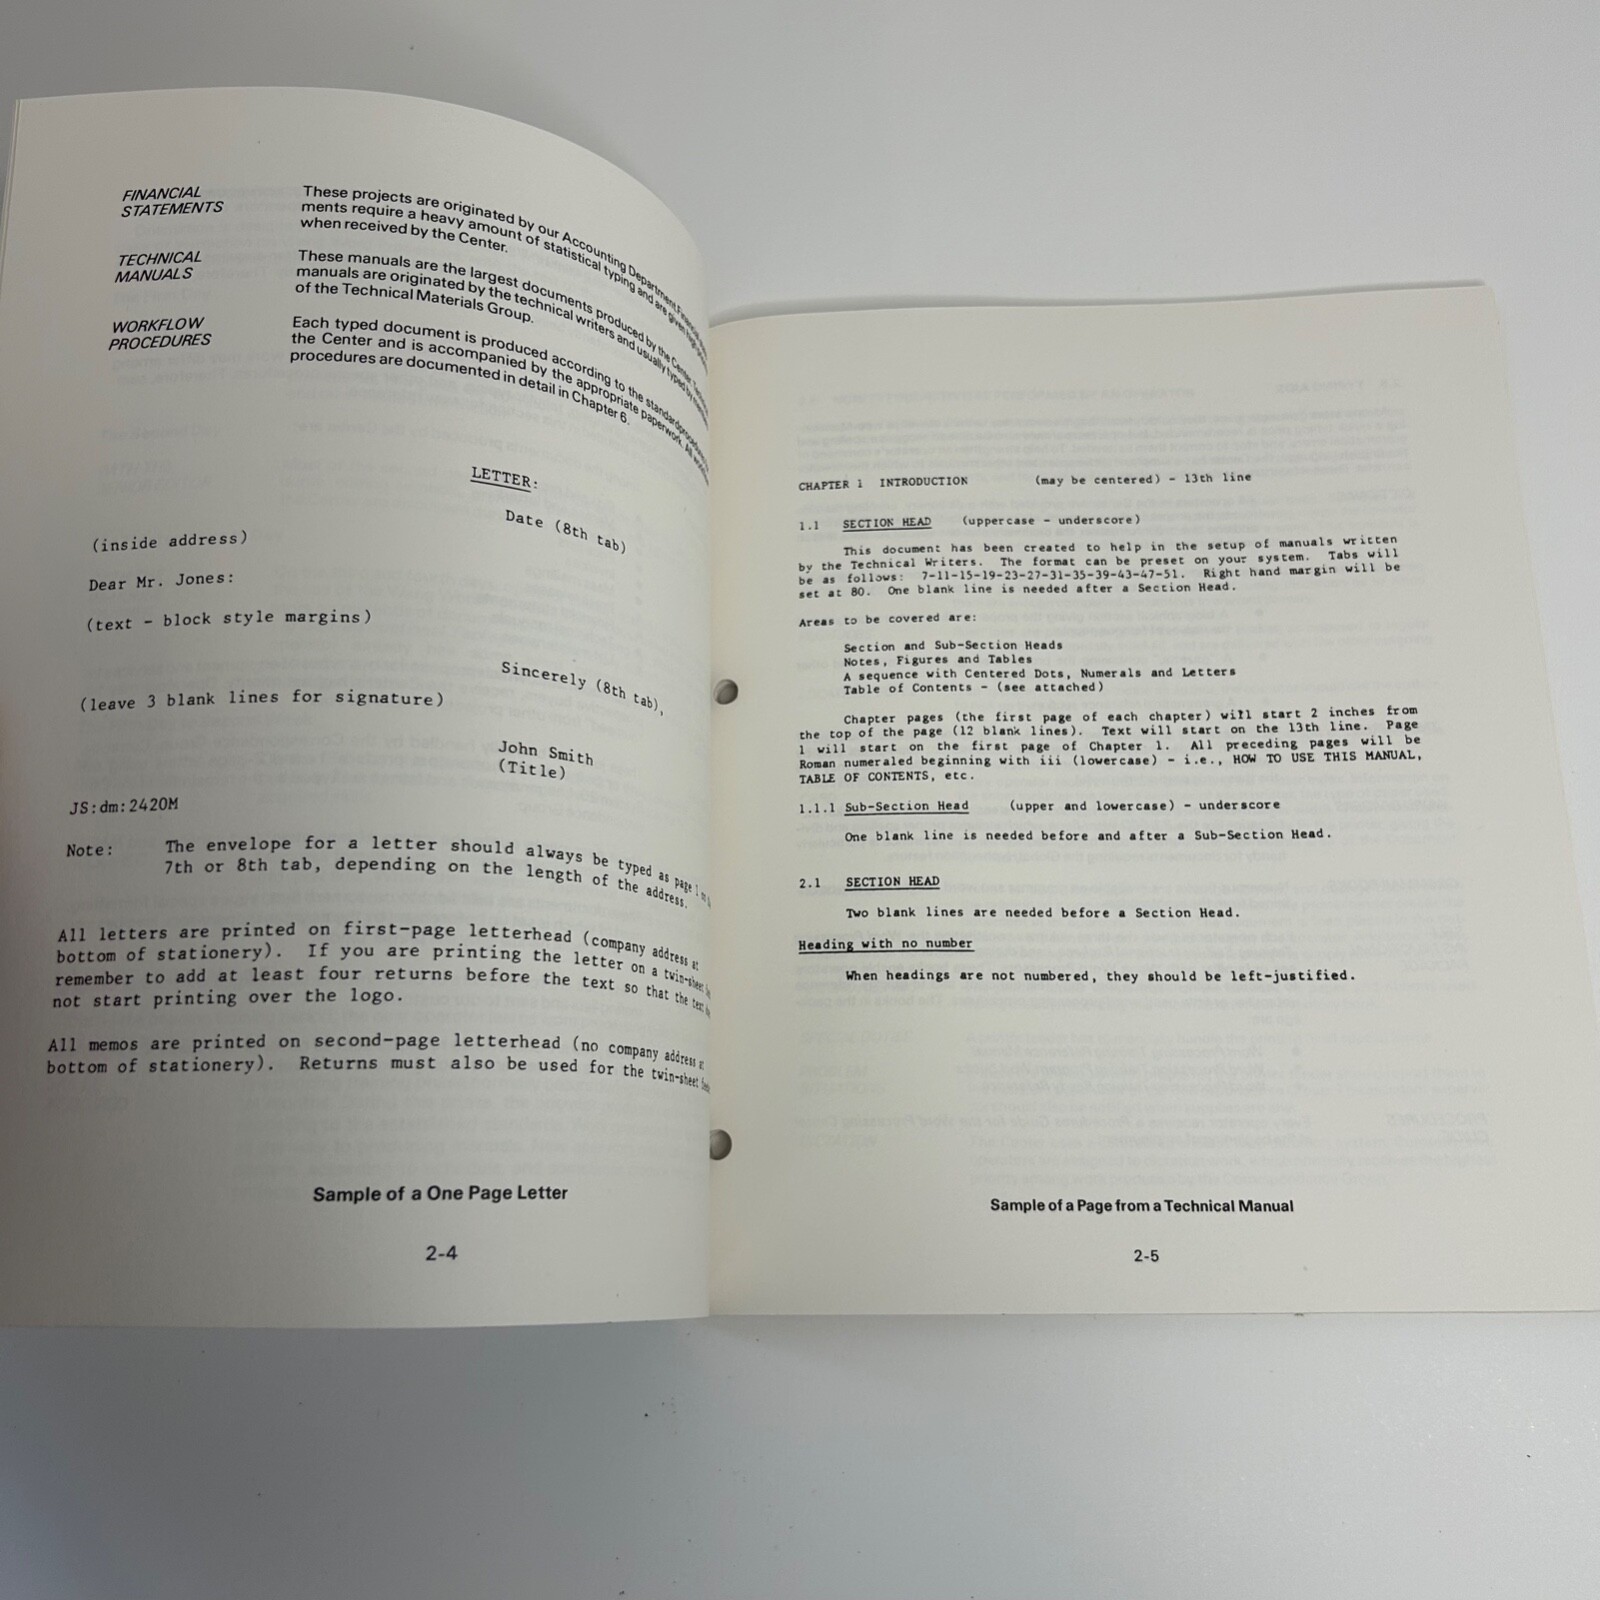 FINANCIAL
STATEMENTS
These projects are originated by our Accounting Department. Financial
ments require a heavy amount of statistical typing and are given high
when received by the Center.
TECHNICAL
MANUALS
These manuals are the largest documents produced by the Center.
manuals are originated by the technical writers and usually typed by
of the Technical Materials Group.
WORKFLOW
PROCEDURES
Each typed document is produced according to the standard procedures
the Center and is accompanied by the appropriate paperwork. All
procedures are documented in detail in Chapter 6.
LETTER:
Date (8th tab)
(inside address)
Dear Mr. Jones:
(text - block style margins)
Sincerely (8th tab),
(leave 3 blank lines for signature)
John Smith
(Title)
JS:dm:2420M
Note: The envelope for a letter should always be typed as page 1
7th or 8th tab, depending on the length of the address.
All letters are printed on first-page letterhead (company address at
bottom of stationery). If you are printing the letter on a twin-sheet
remember to add at least four returns before the text so that the text
not start printing over the logo.
All memos are printed on second-page letterhead (no company address at
bottom of stationery). Returns must also be used for the twin-sheet
Sample of a One Page Letter
2-4
CHAPTER 1 INTRODUCTION (may be centered) - 13th line
1.1 SECTION HEAD (uppercase - underscore)
This document has been created to help in the setup of manuals written
by the Technical Writers. The format can be preset on your system. Tabs will
be as follows: 7-11-15-19-23-27-31-35-39-43-47-51. Right hand margin will be
set at 80. One blank line is needed after a Section Head.
Areas to be covered are:
Section and Sub-Section Heads
Notes, Figures and Tables
A sequence with Centered Dots, Numerals and Letters
Table of Contents - (see attached)
Chapter pages (the first page of each chapter) will start 2 inches from
the top of the page (12 blank lines). Text will start on the 13th line. Page
1 will start on the first page of Chapter 1. All preceding pages will be
Roman numeraled beginning with iii (lowercase) - i.e., HOW TO USE THIS MANUAL,
TABLE OF CONTENTS, etc.
1.1.1 Sub-Section Head (upper and lowercase) - underscore
One blank line is needed before and after a Sub-Section Head.
2.1 SECTION HEAD
Two blank lines are needed before a Section Head.
Heading with no number
When headings are not numbered, they should be left-justified.
Sample of a Page from a Technical Manual
2-5